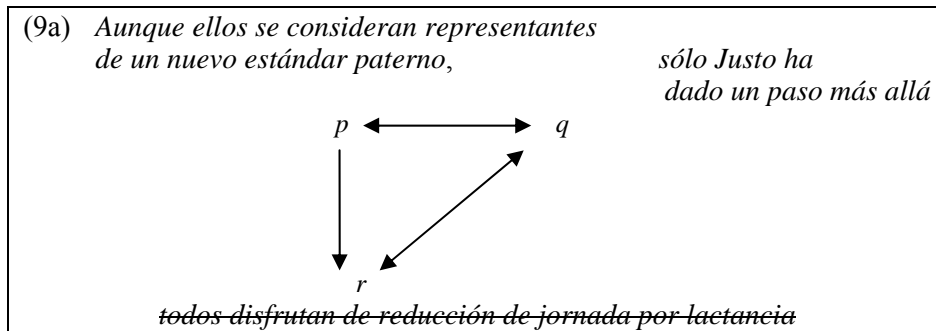 (9a) Aunque ellos se consideran representantes
de un nuevo estándar paterno, sólo Justo ha
dado un paso más allá
p q
r
todos disfrutan de reducción de jornada por lactancia